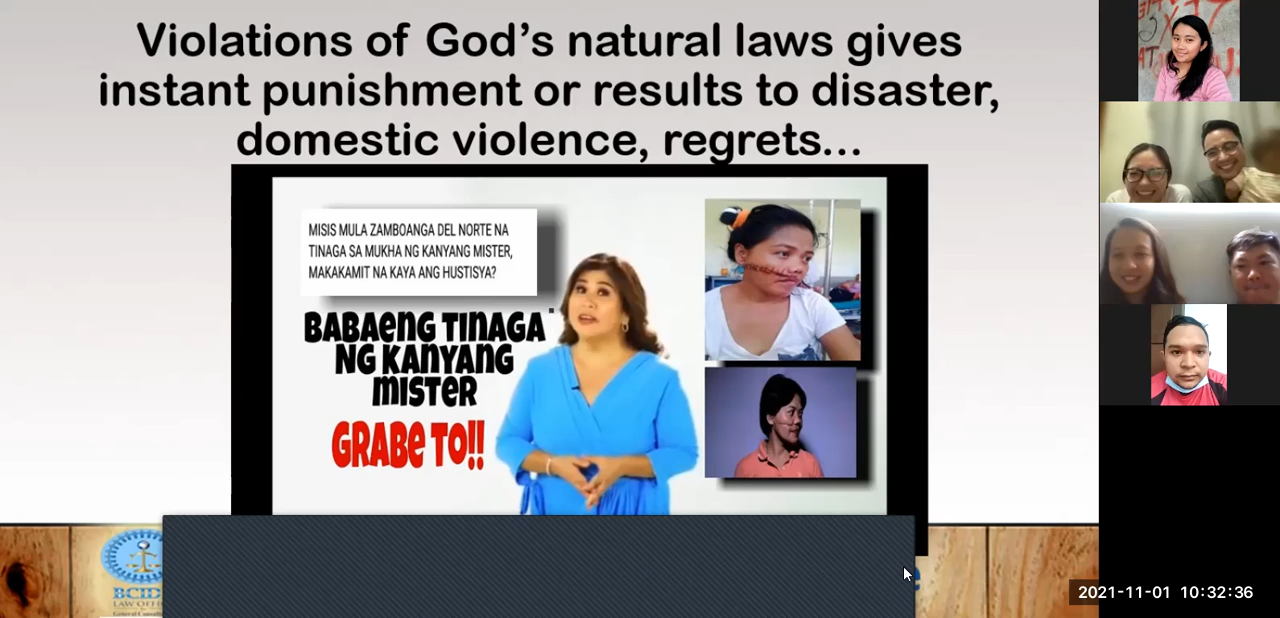 Violations of God's natural laws gives
instant punishment or results to disaster,
domestic violence, regrets...
MISIS MULA ZAMBOANGA DEL NORTE NA
TINAGA SA MUKHA NG KANYANG MISTER,
MAKAKAMIT NA KAYA ANG HUSTISYA?
BABAENG TINAGA
NG KANYANG
MISTER
GRABE TO!!
BCID
LAW OFFI
2021-11-01 10:32:36